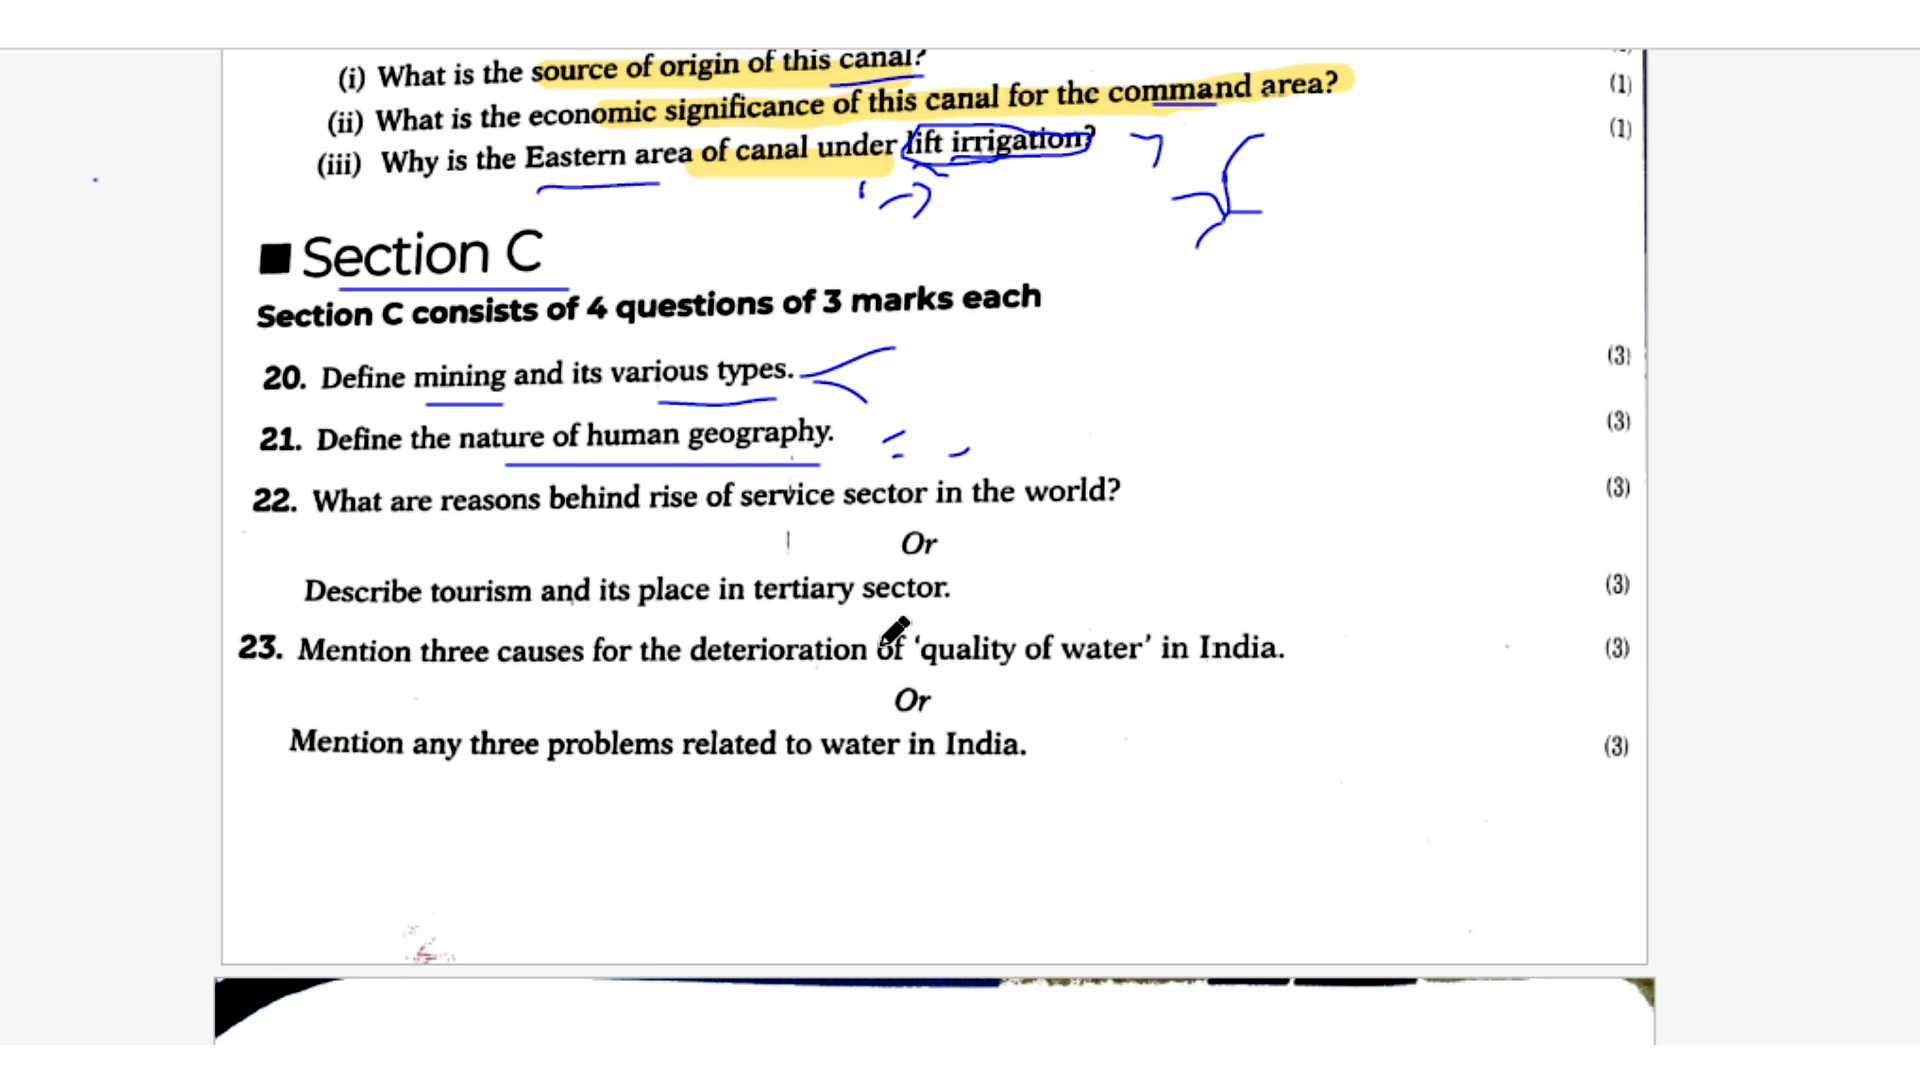 (i) What is the source of origin of this canal?
(1)
(ii) What is the economic significance of this canal for the command area?
(1)
(iii) Why is the Eastern area of canal under lift irrigation?
Section C
Section C consists of 4 questions of 3 marks each
20. Define mining and its various types. (3)
21. Define the nature of human geography. (3)
22. What are reasons behind rise of service sector in the world? (3)
Or
Describe tourism and its place in tertiary sector. (3)
23. Mention three causes for the deterioration of ‘quality of water’ in India. (3)
Or
Mention any three problems related to water in India. (3)